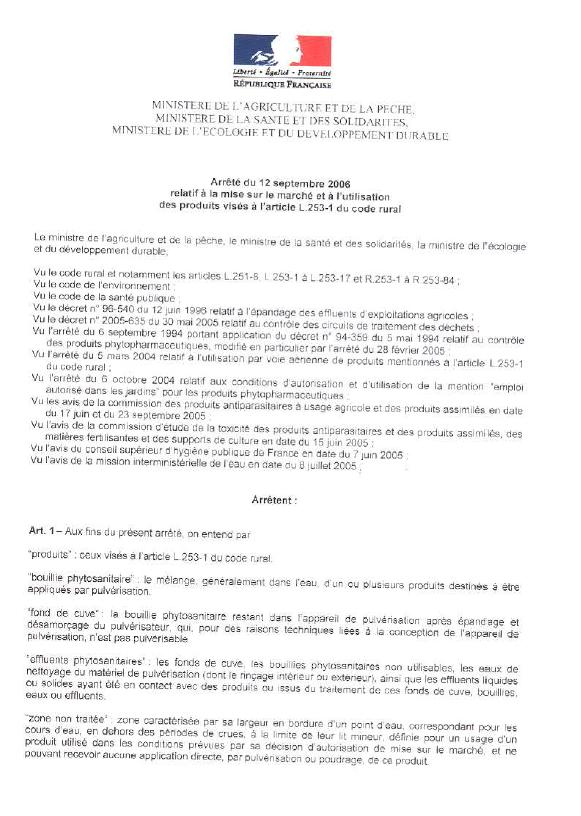 Liberté • Égalité • Fraternité
RÉPUBLIQUE FRANÇAISE
MINISTERE DE L'AGRICULTURE ET DE LA PECHE,
MINISTERE DE LA SANTE ET DES SOLIDARITES,
MINISTERE DE L'ECOLOGIE ET DU DEVELOPPEMENT DURABLE
Arrêté du 12 septembre 2006
relatif à la mise sur le marché et à l'utilisation
des produits visés à l'article L.253-1 du code rural
Le ministre de l'agriculture et de la pêche, le ministre de la santé et des solidarités, la ministre de l'écologie
et du développement durable,
Vu le code rural et notamment les articles L.251-8, L 253-1 à L.253-17 et R.253-1 à R 253-84 ;
Vu le code de l'environnement ;
Vu le code de la santé publique ;
Vu le décret n° 96-540 du 12 juin 1996 relatif à l'épandage des effluents d'exploitations agricoles ;
Vu le décret n° 2005-635 du 30 mai 2005 relatif au contrôle des circuits de traitement des déchets ;
Vu l'arrêté du 6 septembre 1994 portant application du décret n° 94-359 du 5 mai 1994 relatif au contrôle
des produits phytopharmaceutiques, modifié en particulier par l'arrêté du 28 février 2005 ;
Vu l'arrêté du 5 mars 2004 relatif à l'utilisation par voie aérienne de produits mentionnés à l'article L.253-1
du code rural ;
Vu l'arrêté du 6 octobre 2004 relatif aux conditions d'autorisation et d'utilisation de la mention "emploi
autorisé dans les jardins" pour les produits phytopharmaceutiques ;
Vu les avis de la commission des produits antiparasitaires à usage agricole et des produits assimilés en date
du 17 juin et du 23 septembre 2005 ;
Vu l'avis de la commission d'étude de la toxicité des produits antiparasitaires et des produits assimilés, des
matières fertilisantes et des supports de culture en date du 15 juin 2005 ;
Vu l'avis du conseil supérieur d'hygiène publique de France en date du 7 juin 2005 ;
Vu l'avis de la mission interministérielle de l'eau en date du 8 juillet 2005 ;
Arrêtent :
Art. 1 – Aux fins du présent arrêté, on entend par
"produits" : ceux visés à l'article L.253-1 du code rural.
"bouillie phytosanitaire" : le mélange, généralement dans l'eau, d'un ou plusieurs produits destinés à être
appliqués par pulvérisation.
"fond de cuve" : la bouillie phytosanitaire restant dans l'appareil de pulvérisation après épandage et
désamorçage du pulvérisateur, qui, pour des raisons techniques liées à la conception de l'appareil de
pulvérisation, n'est pas pulvérisable.
"effluents phytosanitaires" : les fonds de cuve, les bouillies phytosanitaires non utilisables, les eaux de
nettoyage du matériel de pulvérisation (dont le rinçage intérieur ou extérieur), ainsi que les effluents liquides
ou solides ayant été en contact avec des produits ou issus du traitement de ces fonds de cuve, bouillies,
eaux ou effluents.
"zone non traitée" : zone caractérisée par sa largeur en bordure d'un point d'eau, correspondant pour les
cours d'eau, en dehors des périodes de crues, à la limite de leur lit mineur, définie pour un usage d'un
produit utilisé dans les conditions prévues par sa décision d'autorisation de mise sur le marché, et ne
pouvant recevoir aucune application directe, par pulvérisation ou poudrage, de ce produit.